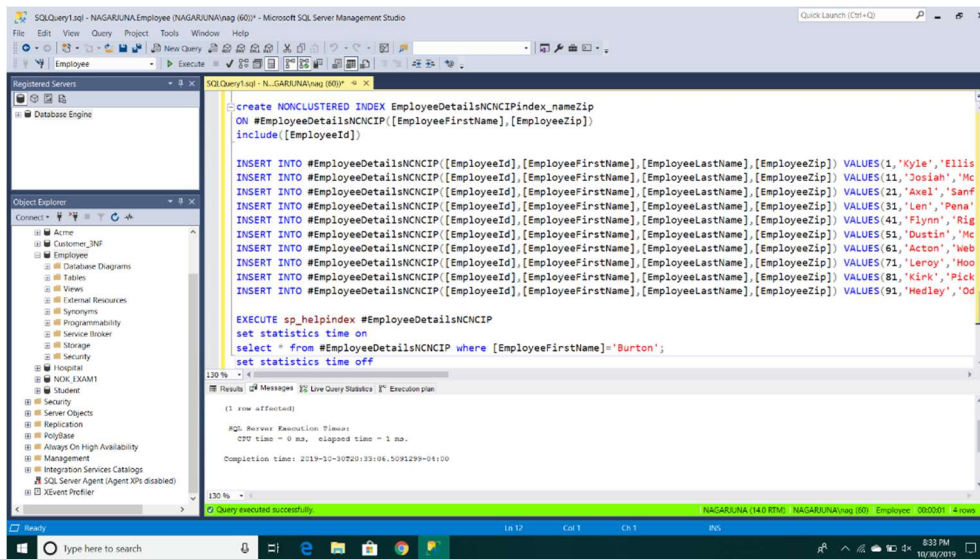 SQLQuery1.sql - NAGARJUNA.Employee (NAGARJUNA\nag (60))* - Microsoft SQL Server Management Studio
Quick Launch (Ctrl+Q)
File Edit View Query Project Tools Window Help
New Query
Employee
Execute
Registered Servers
SQLQuery1.sql - N...GARJUNA\nag (60))*
Database Engine
create NONCLUSTERED INDEX EmployeeDetailsNCNCIPindex_nameZip
ON #EmployeeDetailsNCNCIP([EmployeeFirstName],[EmployeeZip])
include([EmployeeId])
INSERT INTO #EmployeeDetailsNCNCIP([EmployeeId],[EmployeeFirstName],[EmployeeLastName],[EmployeeZip]) VALUES(1,'Kyle','Ellis
INSERT INTO #EmployeeDetailsNCNCIP([EmployeeId],[EmployeeFirstName],[EmployeeLastName],[EmployeeZip]) VALUES(11,'Josiah','Mc
INSERT INTO #EmployeeDetailsNCNCIP([EmployeeId],[EmployeeFirstName],[EmployeeLastName],[EmployeeZip]) VALUES(21,'Axel','Sanf
INSERT INTO #EmployeeDetailsNCNCIP([EmployeeId],[EmployeeFirstName],[EmployeeLastName],[EmployeeZip]) VALUES(31,'Len','Pena'
INSERT INTO #EmployeeDetailsNCNCIP([EmployeeId],[EmployeeFirstName],[EmployeeLastName],[EmployeeZip]) VALUES(41,'Flynn','Rig
INSERT INTO #EmployeeDetailsNCNCIP([EmployeeId],[EmployeeFirstName],[EmployeeLastName],[EmployeeZip]) VALUES(51,'Dustin','Mc
INSERT INTO #EmployeeDetailsNCNCIP([EmployeeId],[EmployeeFirstName],[EmployeeLastName],[EmployeeZip]) VALUES(61,'Acton','Web
INSERT INTO #EmployeeDetailsNCNCIP([EmployeeId],[EmployeeFirstName],[EmployeeLastName],[EmployeeZip]) VALUES(71,'Leroy','Hoo
INSERT INTO #EmployeeDetailsNCNCIP([EmployeeId],[EmployeeFirstName],[EmployeeLastName],[EmployeeZip]) VALUES(81,'Kirk','Pick
INSERT INTO #EmployeeDetailsNCNCIP([EmployeeId],[EmployeeFirstName],[EmployeeLastName],[EmployeeZip]) VALUES(91,'Hedley','Od
EXECUTE sp_helpindex #EmployeeDetailsNCNCIP
set statistics time on
select * from #EmployeeDetailsNCNCIP where [EmployeeFirstName]='Burton';
set statistics time off
Object Explorer
Connect
Acme
Customer_3NF
Employee
Database Diagrams
Tables
Views
External Resources
Synonyms
Programmability
Service Broker
Storage
Security
Hospital
NOK_EXAM1
Student
Security
Server Objects
Replication
PolyBase
Always On High Availability
Management
Integration Services Catalogs
SQL Server Agent (Agent XPs disabled)
XEvent Profiler
130 %
Results Messages Live Query Statistics Execution plan
(1 row affected)
SQL Server Execution Times:
CPU time = 0 ms, elapsed time = 1 ms.
Completion time: 2019-10-30T20:33:06.5091299-04:00
130 %
Query executed successfully.
NAGARJUNA (14.0 RTM) NAGARJUNA\nag (60) Employee 00:00:01 4 rows
Ready
Ln 12 Col 1 Ch 1 INS
Type here to search
8:33 PM
10/30/2019